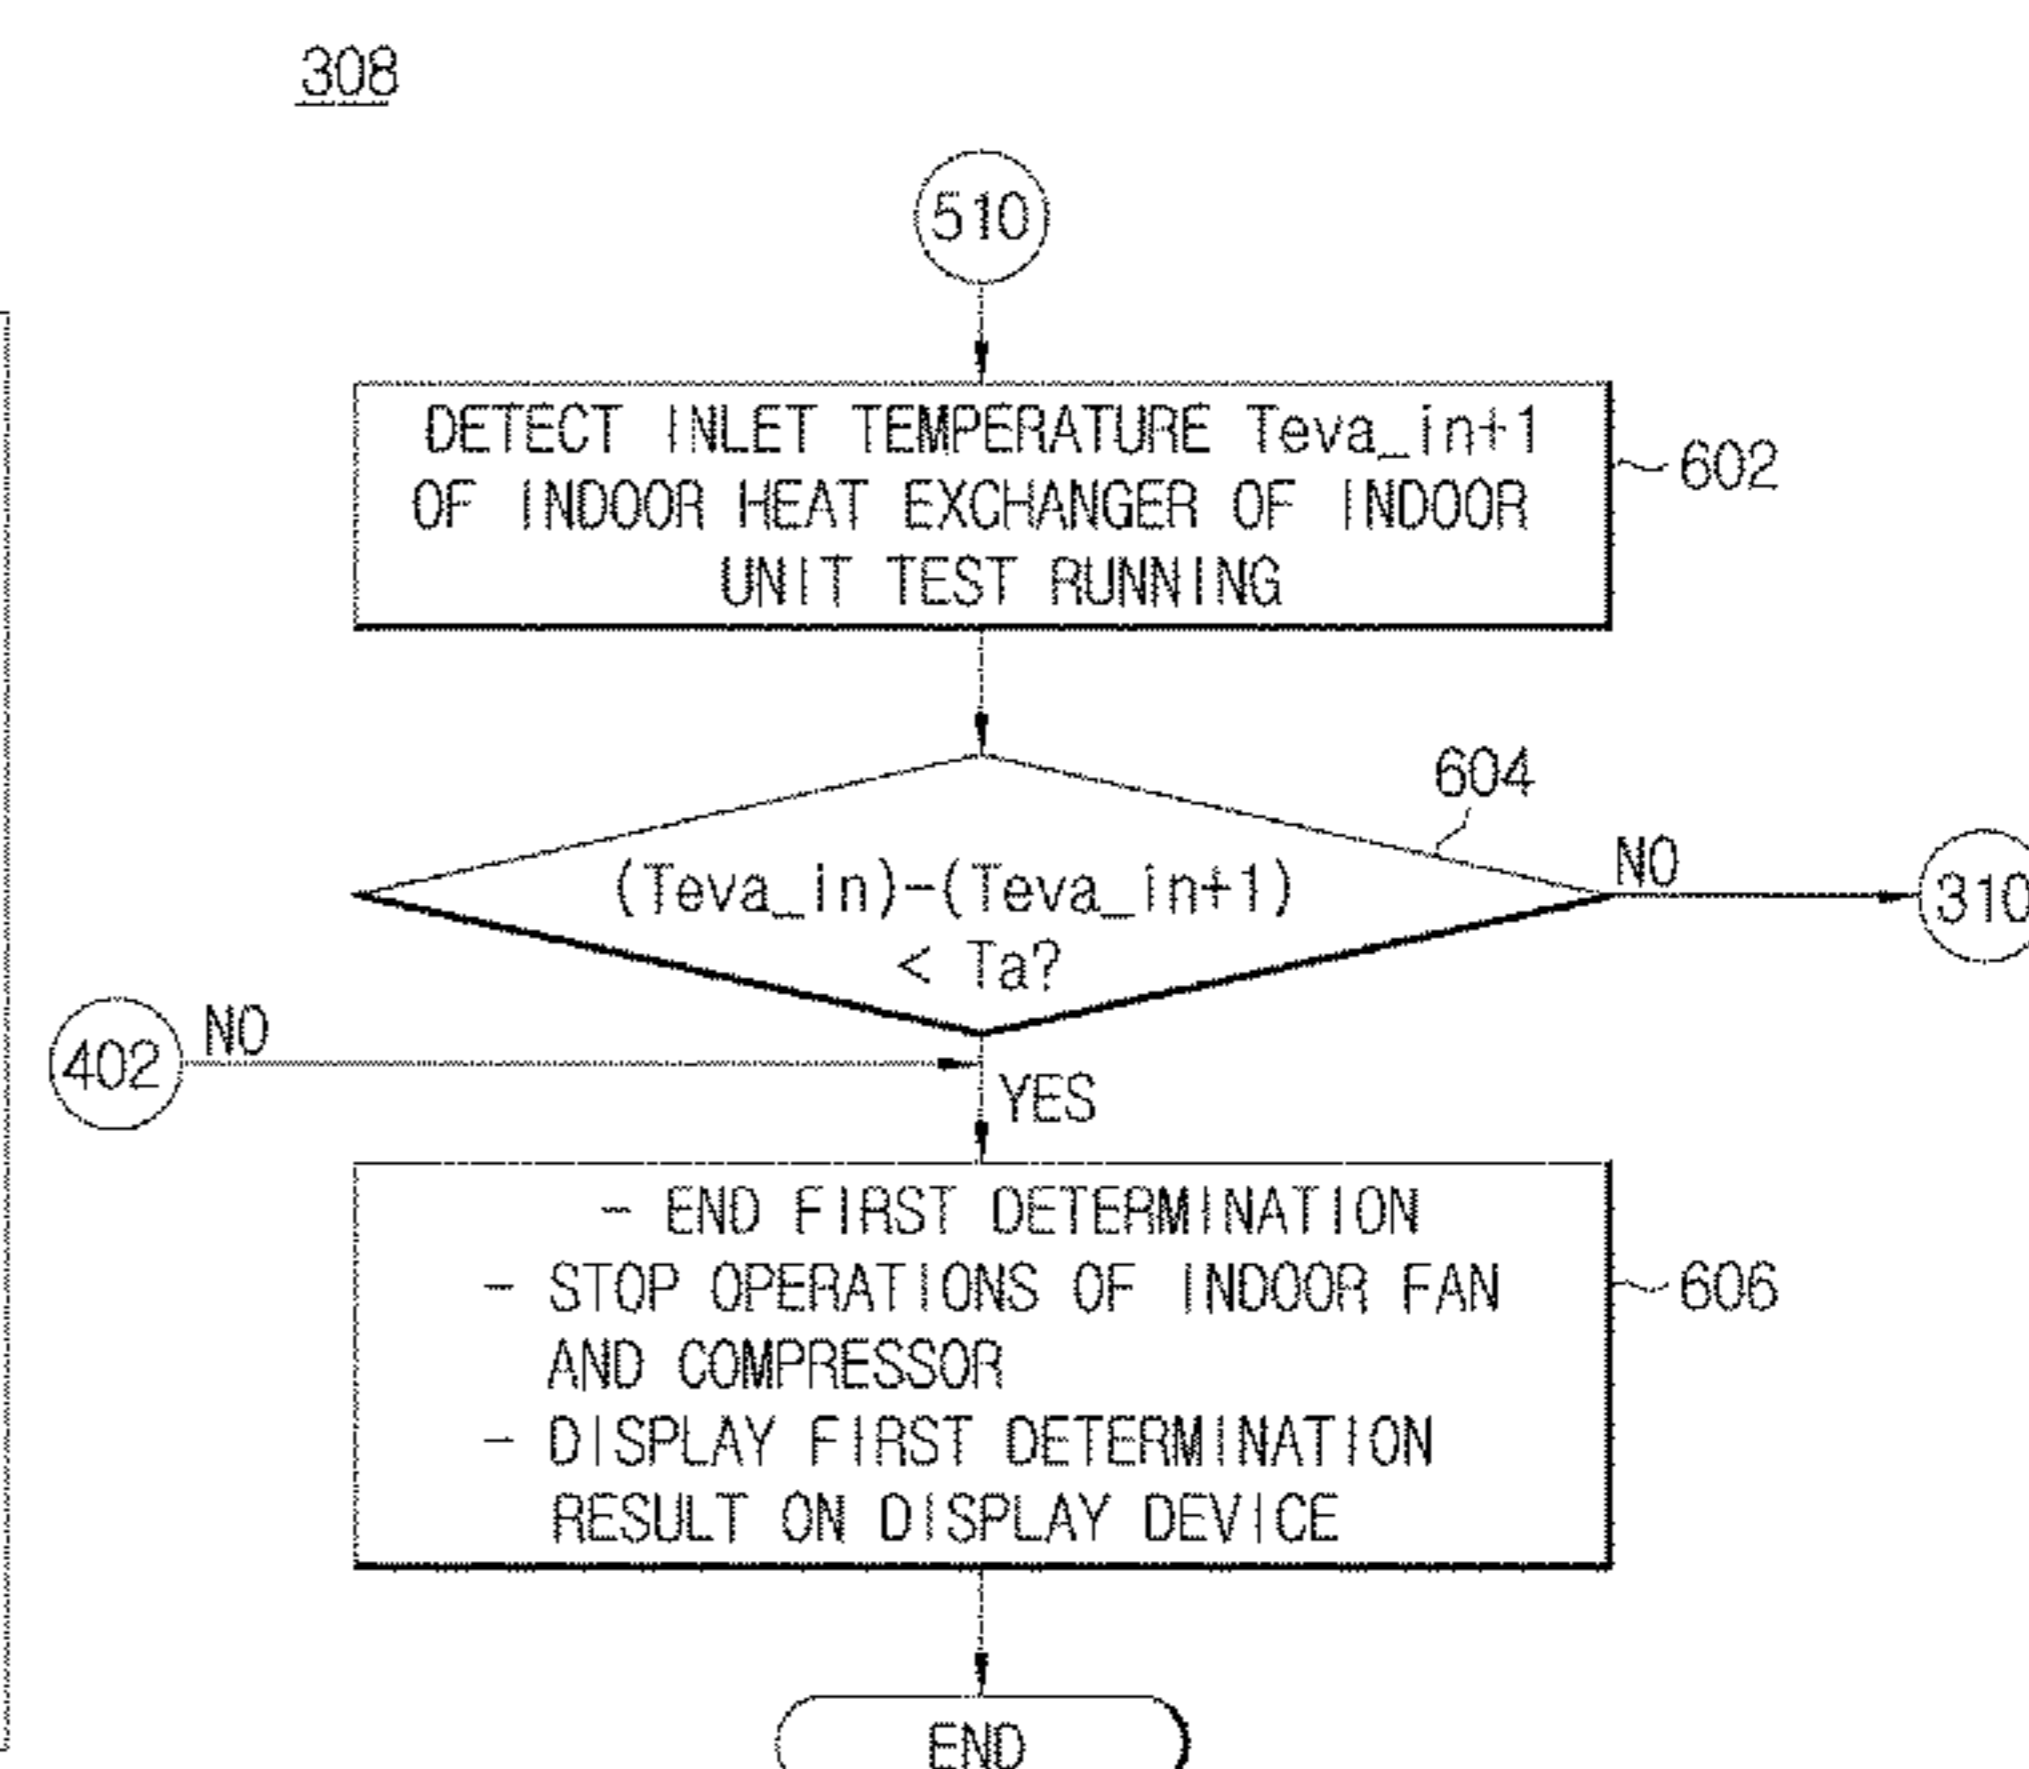 308
510
DETECT INLET TEMPERATURE Teva_in+1
OF INDOOR HEAT EXCHANGER OF INDOOR
UNIT TEST RUNNING
602
604
(Teva_in)-(Teva_in+1)
< Ta?
NO
310
402
NO
YES
- END FIRST DETERMINATION
- STOP OPERATIONS OF INDOOR FAN
AND COMPRESSOR
- DISPLAY FIRST DETERMINATION
RESULT ON DISPLAY DEVICE
606
END